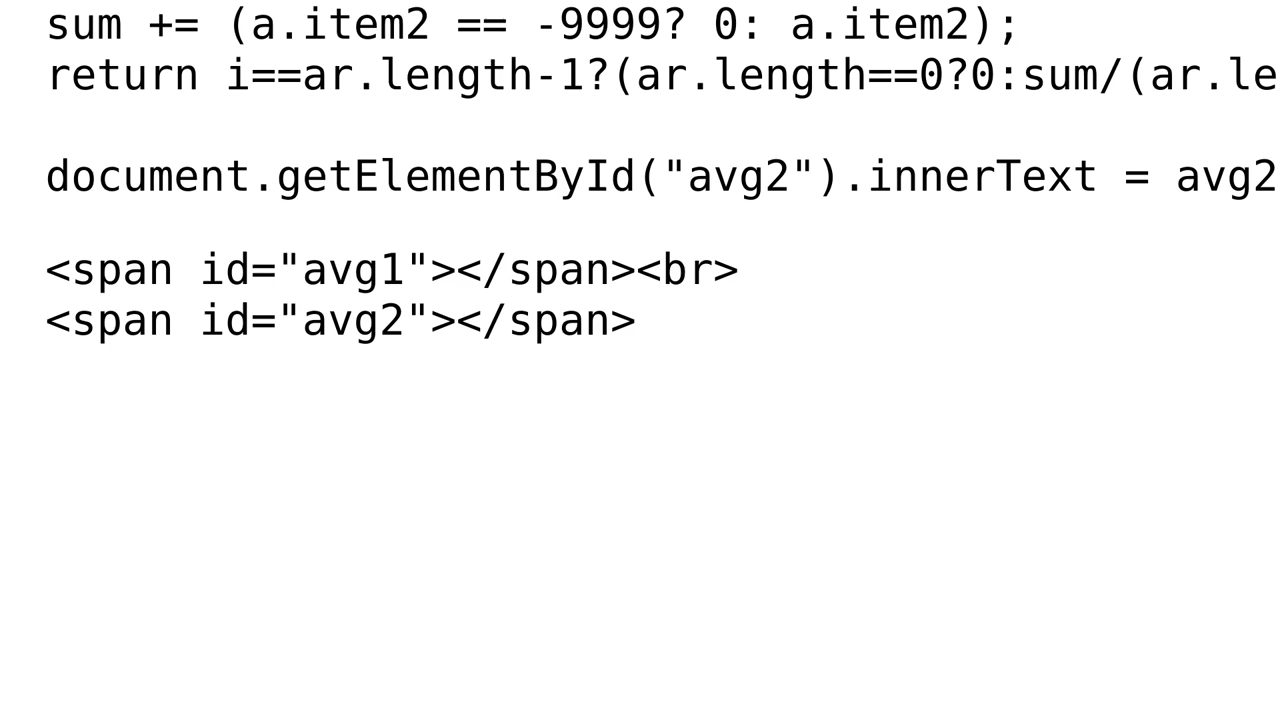 sum += (a.item2 == -9999? 0: a.item2);
return i==ar.length-1?(ar.length==0?0:sum/(ar.le
document.getElementById("avg2").innerText = avg2
<span id="avg1"></span><br>
<span id="avg2"></span>